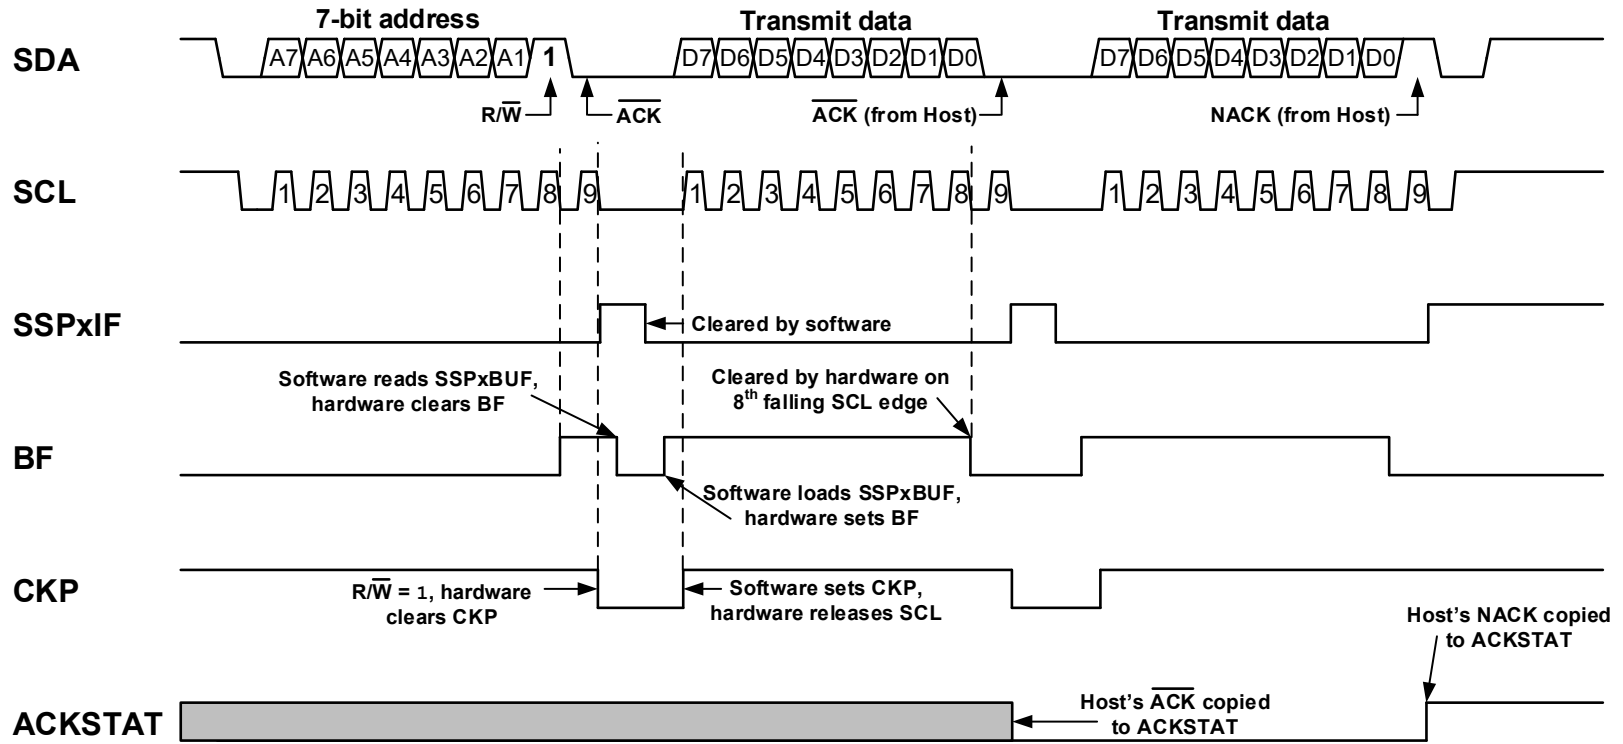 7-bit address
Transmit data
Transmit data
SDA
A7 A6 A5 A4 A3 A2 A1 1
D7 D6 D5 D4 D3 D2 D1 D0
D7 D6 D5 D4 D3 D2 D1 D0
R/W̅
A̅C̅K̅
A̅C̅K̅ (from Host)
NACK (from Host)
SCL
1 2 3 4 5 6 7 8 9
1 2 3 4 5 6 7 8 9
1 2 3 4 5 6 7 8 9
SSPxIF
Cleared by software
Software reads SSPxBUF,
hardware clears BF
Cleared by hardware on
8th falling SCL edge
BF
Software loads SSPxBUF,
hardware sets BF
CKP
R/W̅ = 1, hardware
clears CKP
Software sets CKP,
hardware releases SCL
Host's NACK copied
to ACKSTAT
ACKSTAT
Host's A̅C̅K̅ copied
to ACKSTAT